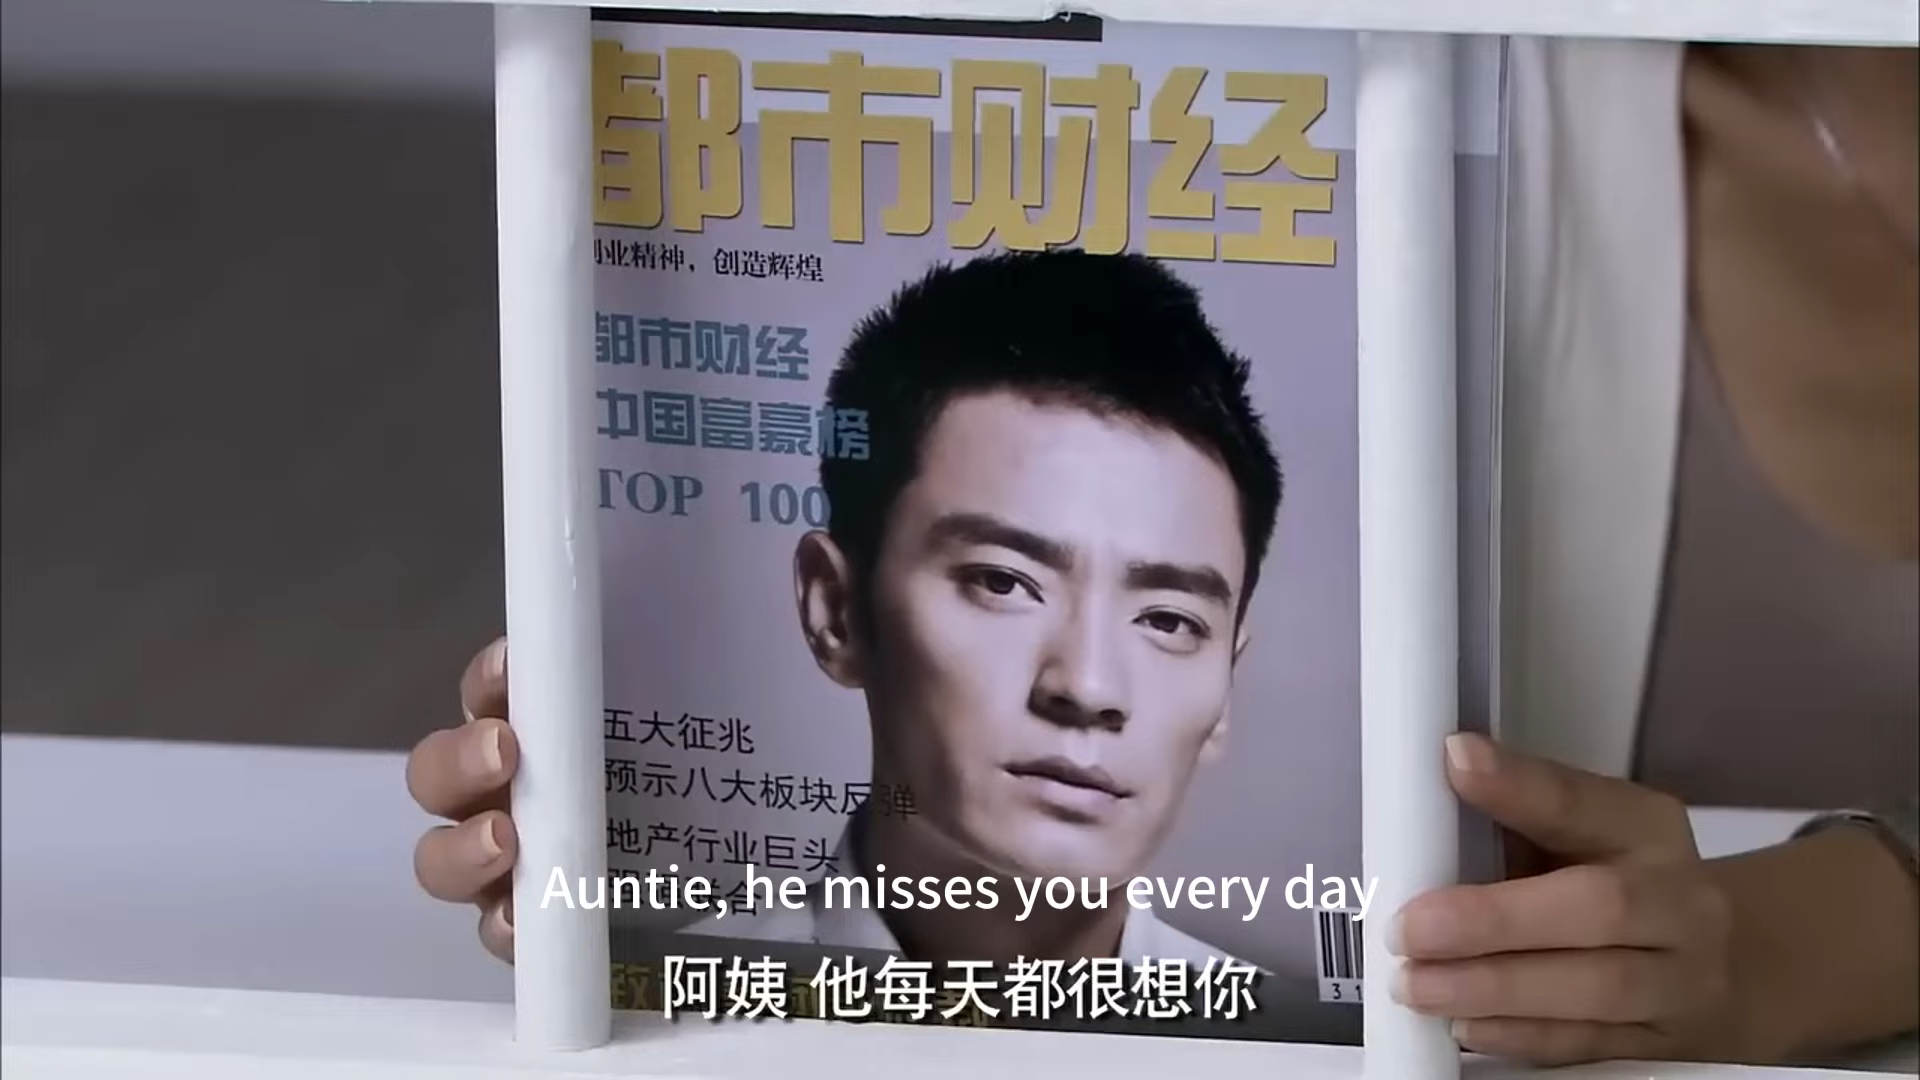 都市财经
业精神，创造辉煌
都市财经
中国富豪榜
TOP 100
五大征兆
预示八大板块反弹
地产行业巨头
Auntie, he misses you every day
阿姨 他每天都很想你
3 1